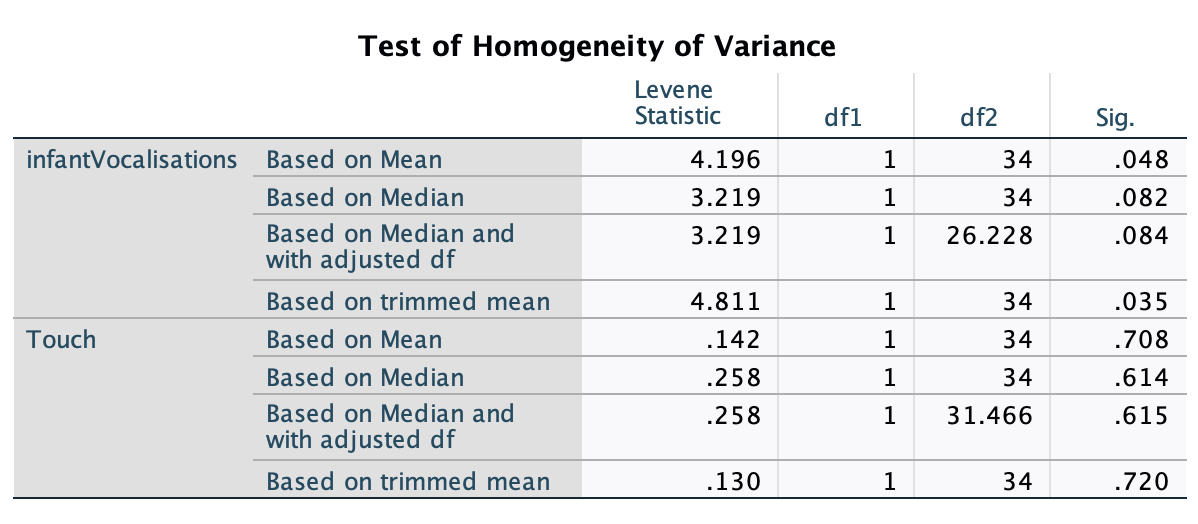 Test of Homogeneity of Variance
Levene
Statistic df1 df2 Sig.
infantVocalisations Based on Mean 4.196 1 34 .048
Based on Median 3.219 1 34 .082
Based on Median and
with adjusted df 3.219 1 26.228 .084
Based on trimmed mean 4.811 1 34 .035
Touch Based on Mean .142 1 34 .708
Based on Median .258 1 34 .614
Based on Median and
with adjusted df .258 1 31.466 .615
Based on trimmed mean .130 1 34 .720